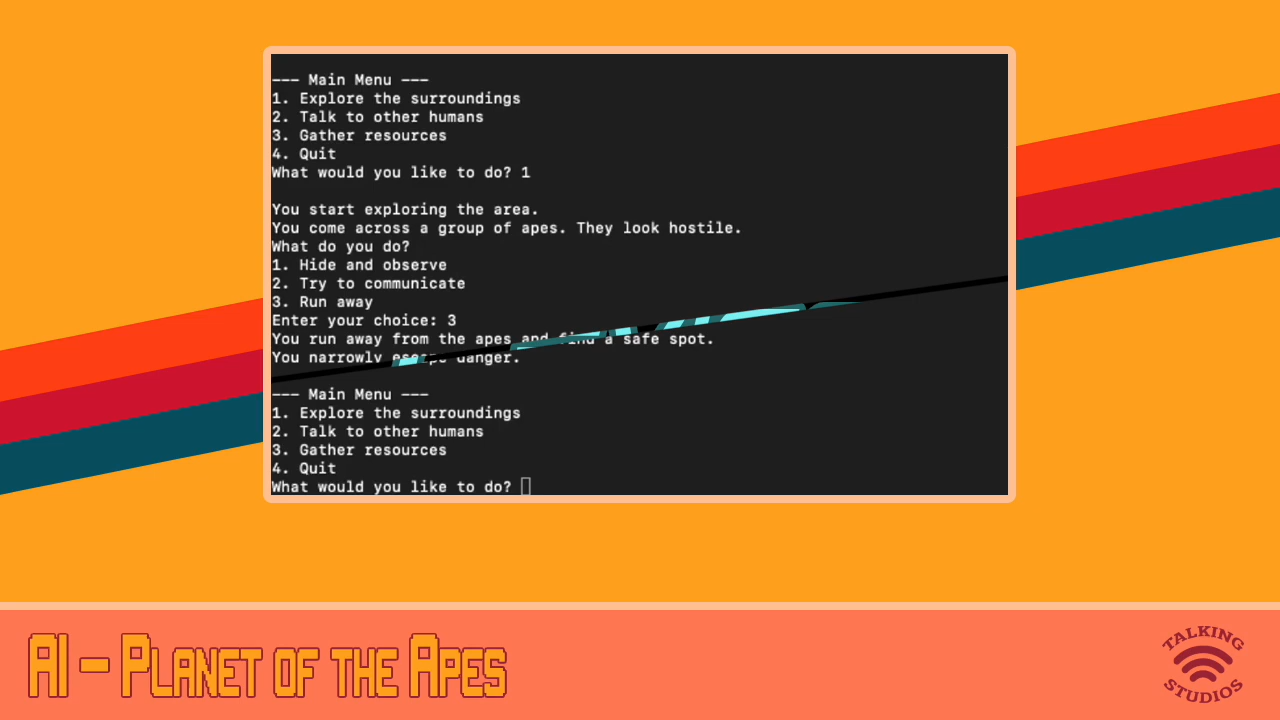 --- Main Menu ---
1. Explore the surroundings
2. Talk to other humans
3. Gather resources
4. Quit
What would you like to do? 1
You start exploring the area.
You come across a group of apes. They look hostile.
What do you do?
1. Hide and observe
2. Try to communicate
3. Run away
Enter your choice: 3
You run away from the apes and find a safe spot.
You narrowly escape danger.
--- Main Menu ---
1. Explore the surroundings
2. Talk to other humans
3. Gather resources
4. Quit
What would you like to do?
AI – Planet of the Apes
TALKING
STUDIOS